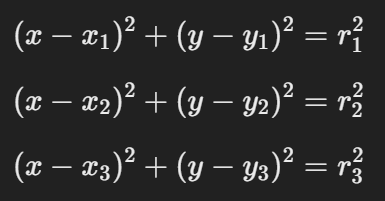 (x − x₁)² + (y − y₁)² = r₁²
(x − x₂)² + (y − y₂)² = r₂²
(x − x₃)² + (y − y₃)² = r₃²